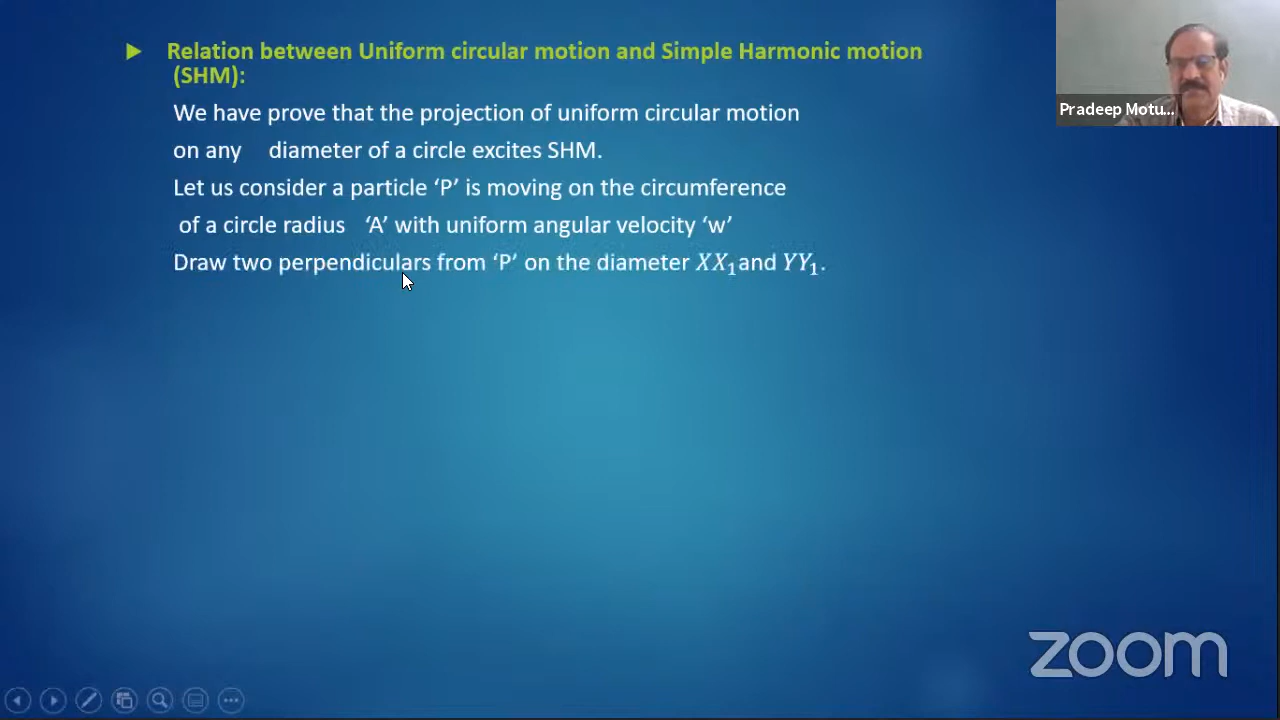 Relation between Uniform circular motion and Simple Harmonic motion
(SHM):
We have prove that the projection of uniform circular motion
on any diameter of a circle excites SHM.
Let us consider a particle ‘P’ is moving on the circumference
of a circle radius ‘A’ with uniform angular velocity ‘w’
Draw two perpendiculars from ‘P’ on the diameter XX₁and YY₁.
Pradeep Motu...
zoom